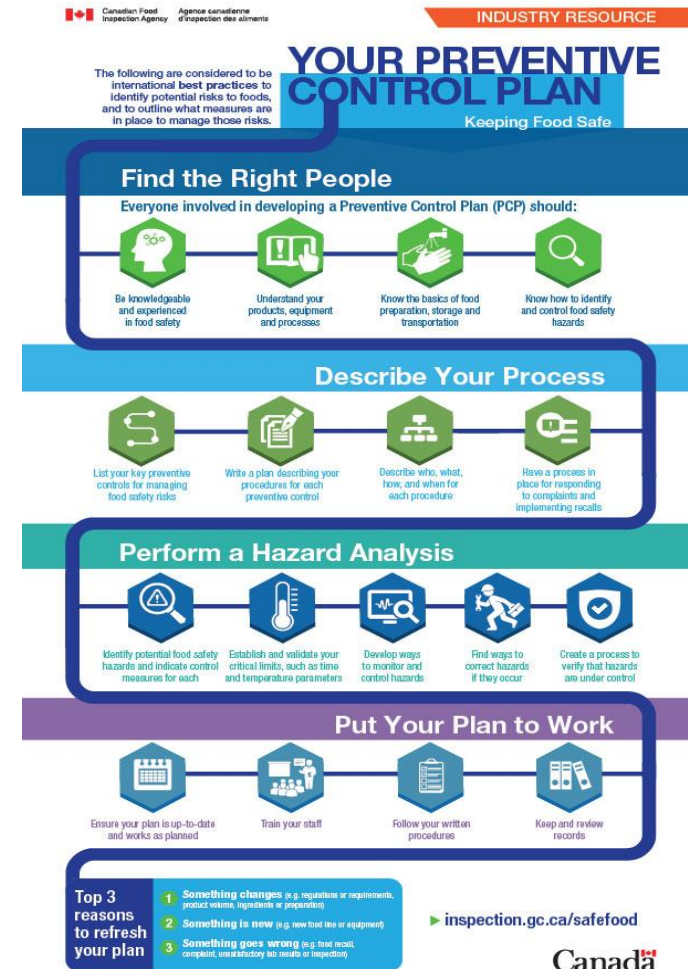 Canadian Food
Inspection Agency
Agence canadienne
d'inspection des aliments
INDUSTRY RESOURCE
The following are considered to be
international best practices to
identify potential risks to foods,
and to outline what measures are
in place to manage those risks.
YOUR PREVENTIVE
CONTROL PLAN
Keeping Food Safe
Find the Right People
Everyone involved in developing a Preventive Control Plan (PCP) should:
Be knowledgeable
and experienced
in food safety
Understand your
products, equipment
and processes
Know the basics of food
preparation, storage and
transportation
Know how to identify
and control food safety
hazards
Describe Your Process
List your key preventive
controls for managing
food safety risks
Write a plan describing your
procedures for each
preventive control
Describe who, what,
how, and when for
each procedure
Have a process in
place for responding
to complaints and
implementing recalls
Perform a Hazard Analysis
Identify potential food safety
hazards and indicate control
measures for each
Establish and validate your
critical limits, such as time
and temperature parameters
Develop ways
to monitor and
control hazards
Find ways to
correct hazards
if they occur
Create a process to
verify that hazards
are under control
Put Your Plan to Work
Ensure your plan is up-to-date
and works as planned
Train your staff
Follow your written
procedures
Keep and review
records
Top 3
reasons
to refresh
your plan
1 Something changes (e.g. regulations or requirements,
product volume, ingredients or preparation)
2 Something is new (e.g. new food line or equipment)
3 Something goes wrong (e.g. food recall,
complaint, unsatisfactory lab results or inspection)
inspection.gc.ca/safefood
Canada